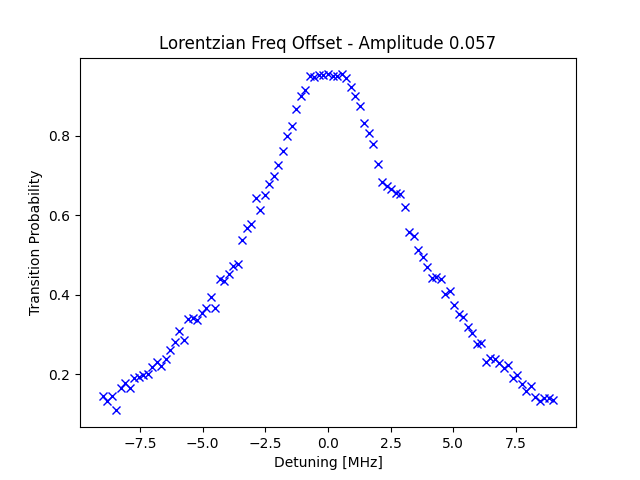 Lorentzian Freq Offset - Amplitude 0.057
Transition Probability
0.8
0.6
0.4
0.2
−7.5 −5.0 −2.5 0.0 2.5 5.0 7.5
Detuning [MHz]